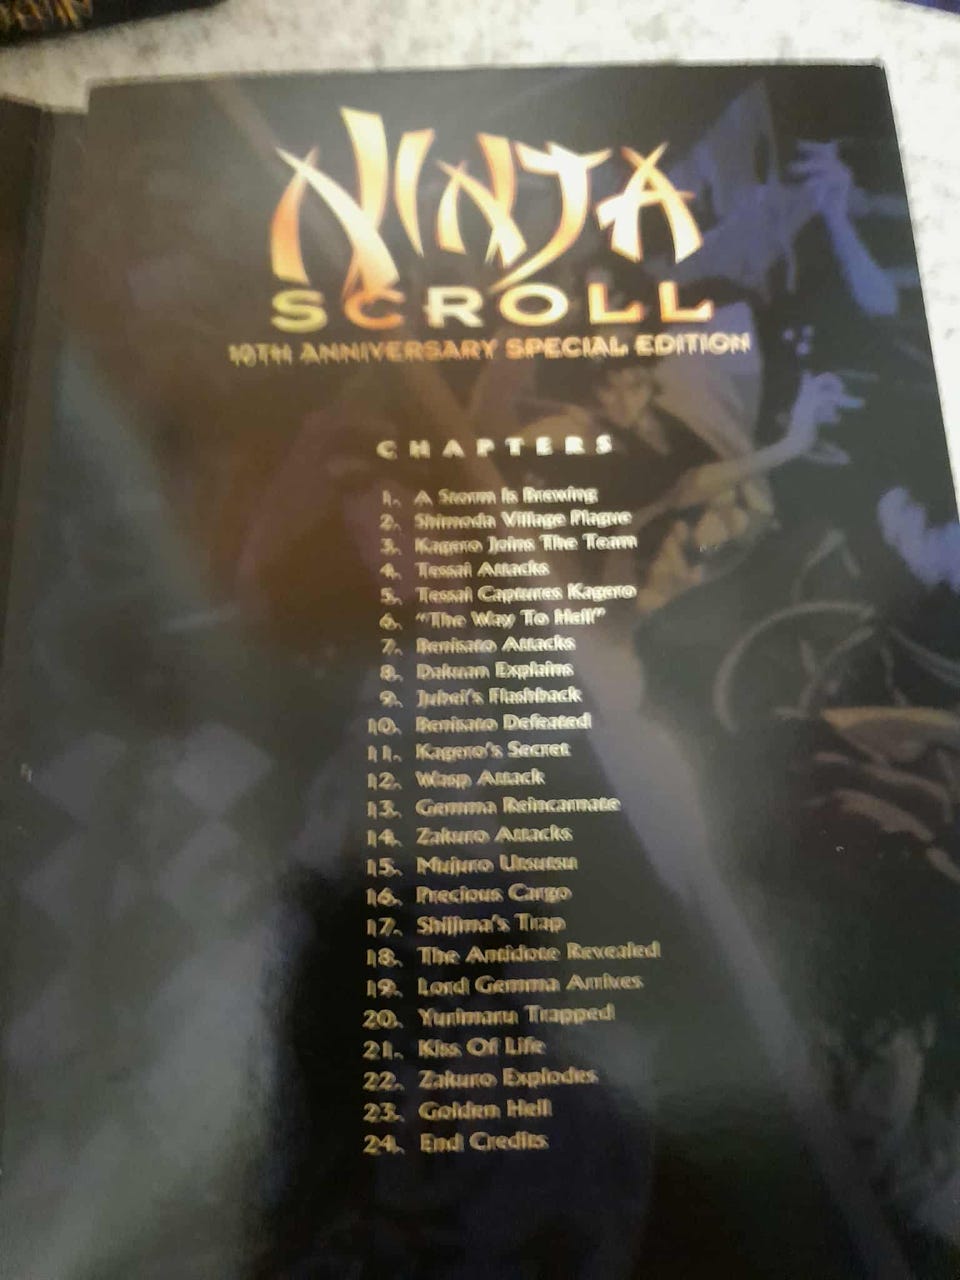 NINJA
SCROLL
10TH ANNIVERSARY SPECIAL EDITION
CHAPTERS
1. A Storm Is Brewing
2. Shimoda Village Plague
3. Kagero Joins The Team
4. Tessai Attacks
5. Tessai Captures Kagero
6. "The Way To Hell"
7. Benisato Attacks
8. Dakuan Explains
9. Jubei's Flashback
10. Benisato Defeated
11. Kagero's Secret
12. Wasp Attack
13. Gemma Reincarnate
14. Zakuro Attacks
15. Mujuro Utsutsu
16. Precious Cargo
17. Shijima's Trap
18. The Antidote Revealed
19. Lord Gemma Arrives
20. Yurimaru Trapped
21. Kiss Of Life
22. Zakuro Explodes
23. Golden Hell
24. End Credits